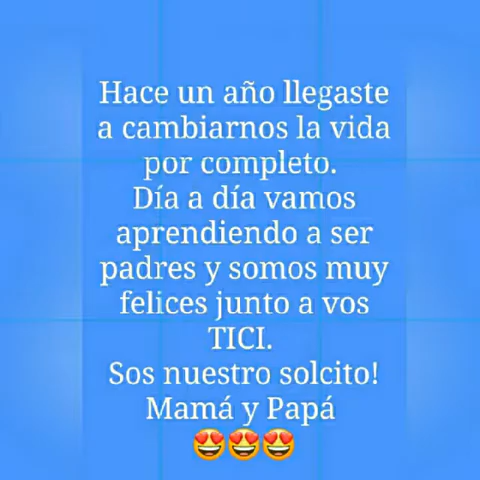 Hace un año llegaste
a cambiarnos la vida
por completo.
Día a día vamos
aprendiendo a ser
padres y somos muy
felices junto a vos
TICI.
Sos nuestro solcito!
Mamá y Papá
😍😍😍